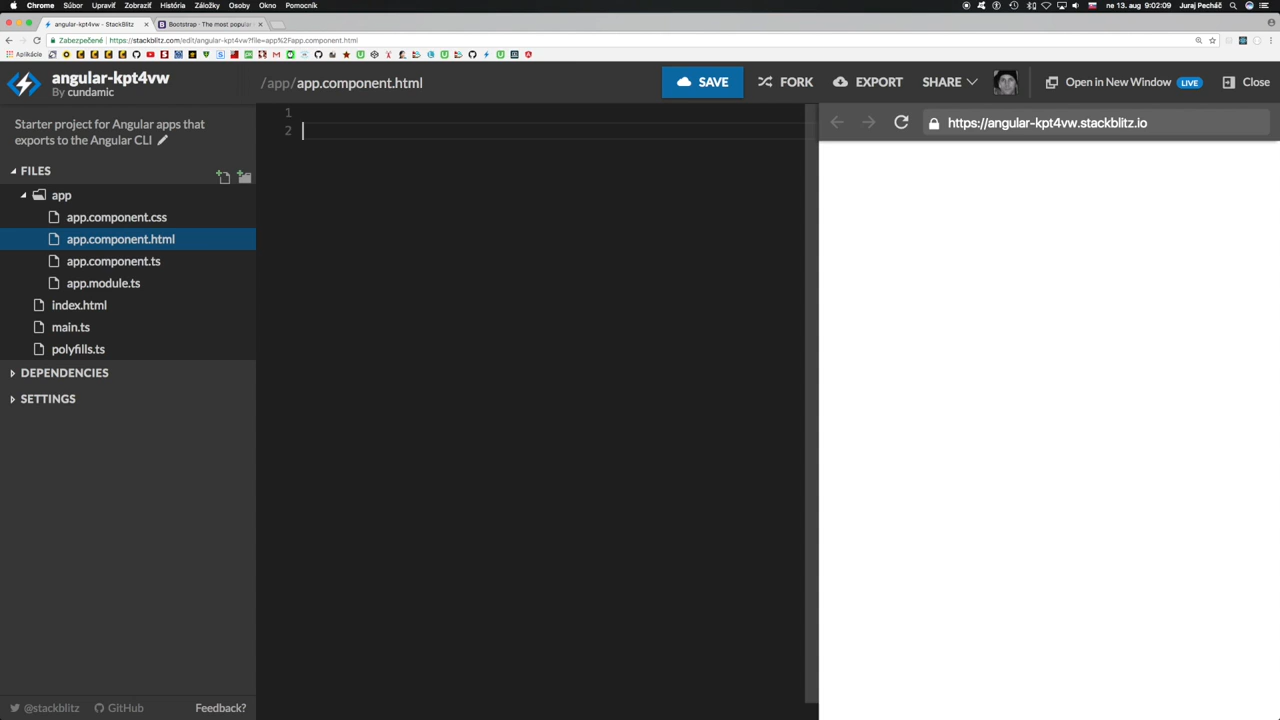 Chrome Súbor Upraviť Zobraziť História Záložky Osoby Okno Pomocník
ne 13. aug 9:02:09 Juraj Pecháč
angular-kpt4vw - StackBlitz
Bootstrap · The most popular
Zabezpečené https://stackblitz.com/edit/angular-kpt4vw?file=app%2Fapp.component.html
Aplikácie
angular-kpt4vw
By cundamic
/app/app.component.html
SAVE
FORK
EXPORT
SHARE
Open in New Window LIVE
Close
Starter project for Angular apps that
exports to the Angular CLI
FILES
app
app.component.css
app.component.html
app.component.ts
app.module.ts
index.html
main.ts
polyfills.ts
DEPENDENCIES
SETTINGS
1
2
https://angular-kpt4vw.stackblitz.io
@stackblitz GitHub Feedback?